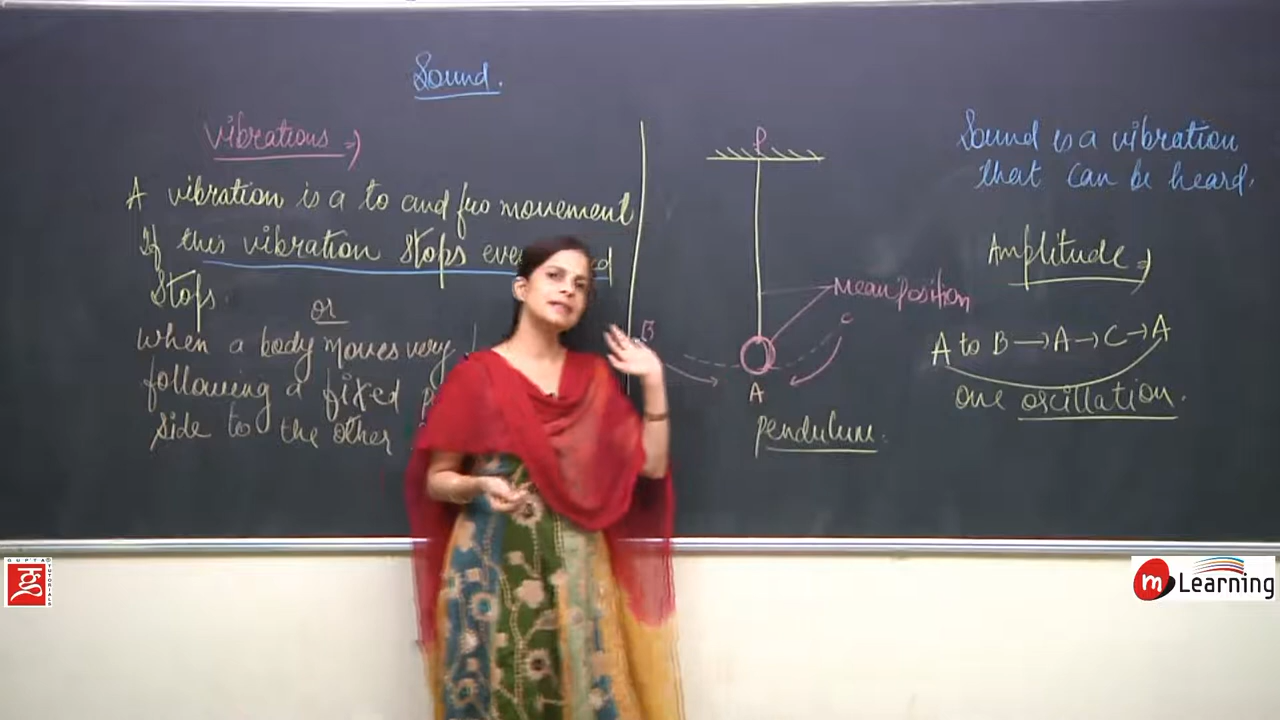 Sound.
Vibrations ⇒
A vibration is a to and fro movement
If this vibration stops
Stops.
or
When a body moves very
following a fixed
side to the other
P
Mean position
B
C
A
Pendulum.
Sound is a vibration
that can be heard.
Amplitude ⇒
A to B → A → C → A
one oscillation.
GUPTA TUTORIALS
m Learning